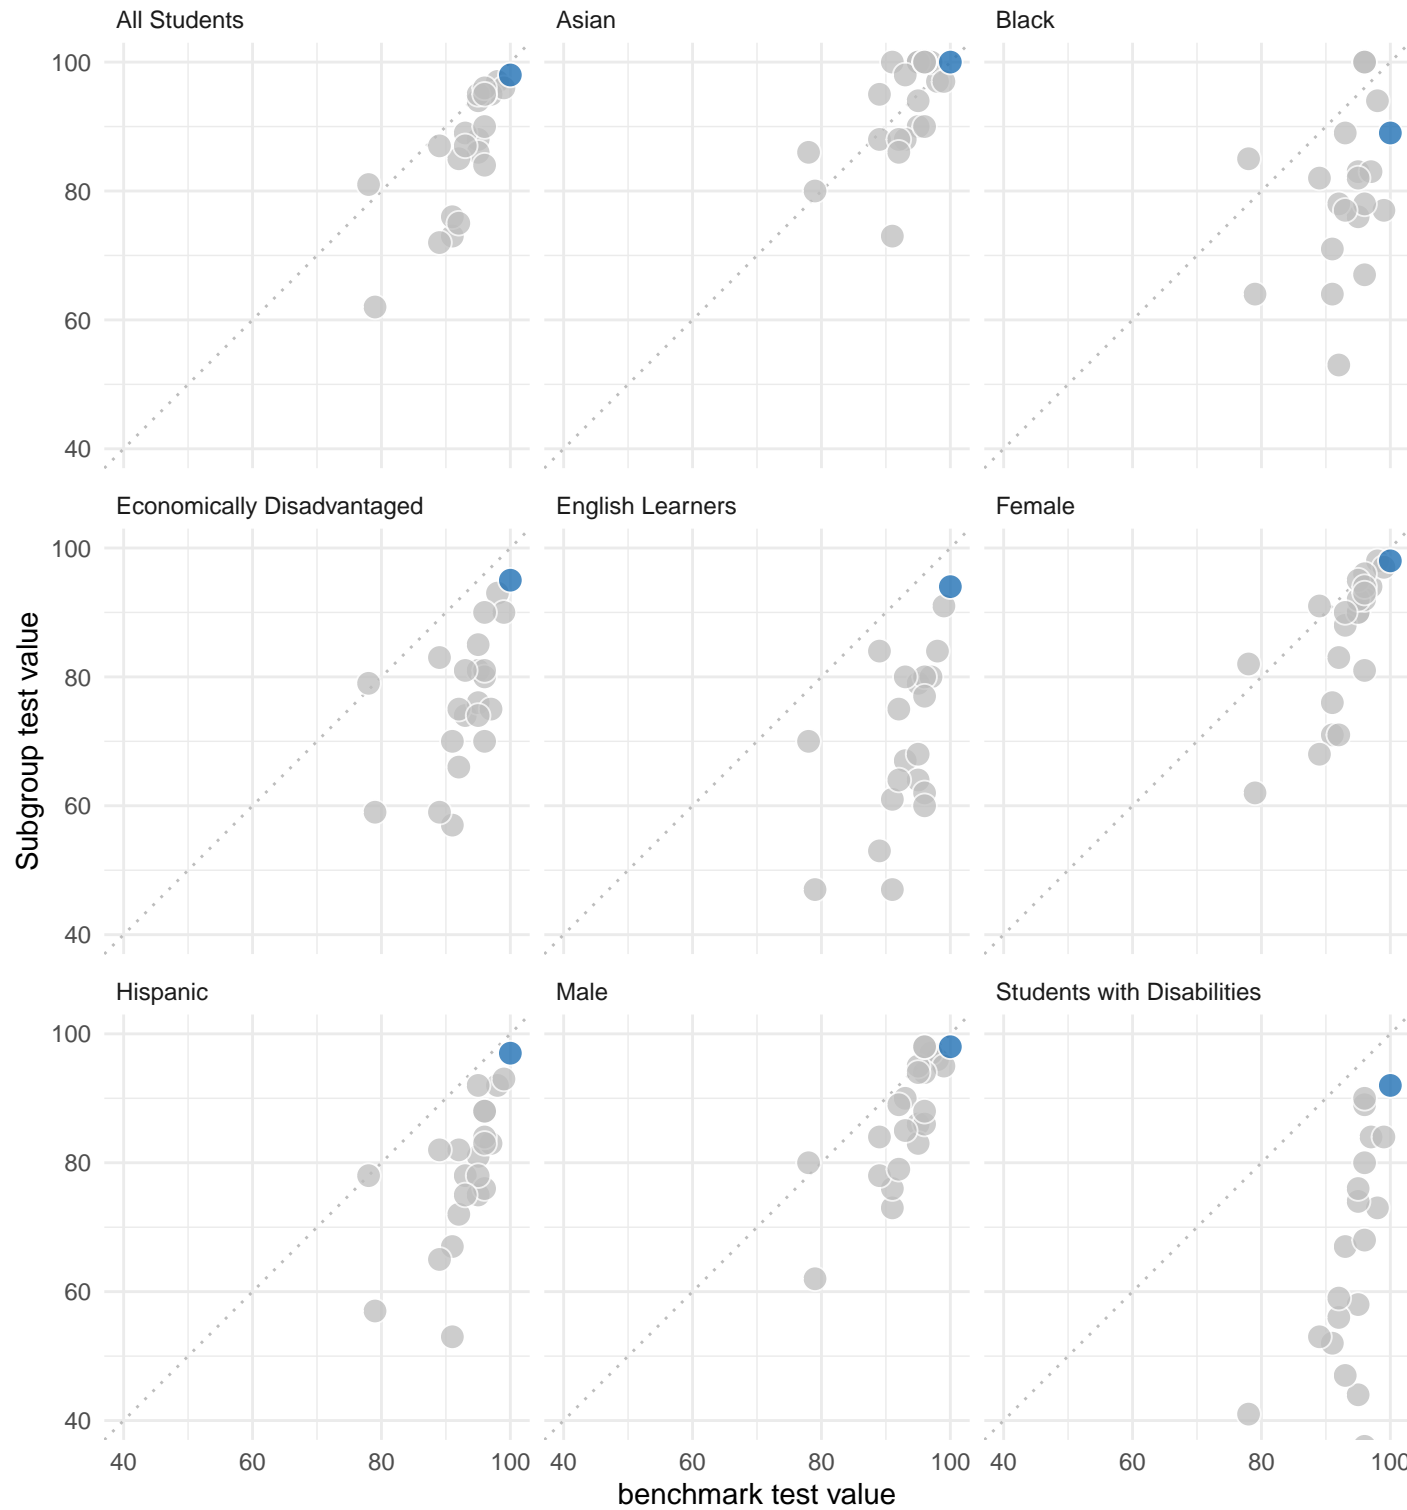 All Students Asian Black
100
80
60
40
Economically Disadvantaged English Learners Female
100
80
60
40
Subgroup test value
Hispanic Male Students with Disabilities
100
80
60
40
40 60 80 100 40 60 80 100 40 60 80 100
benchmark test value